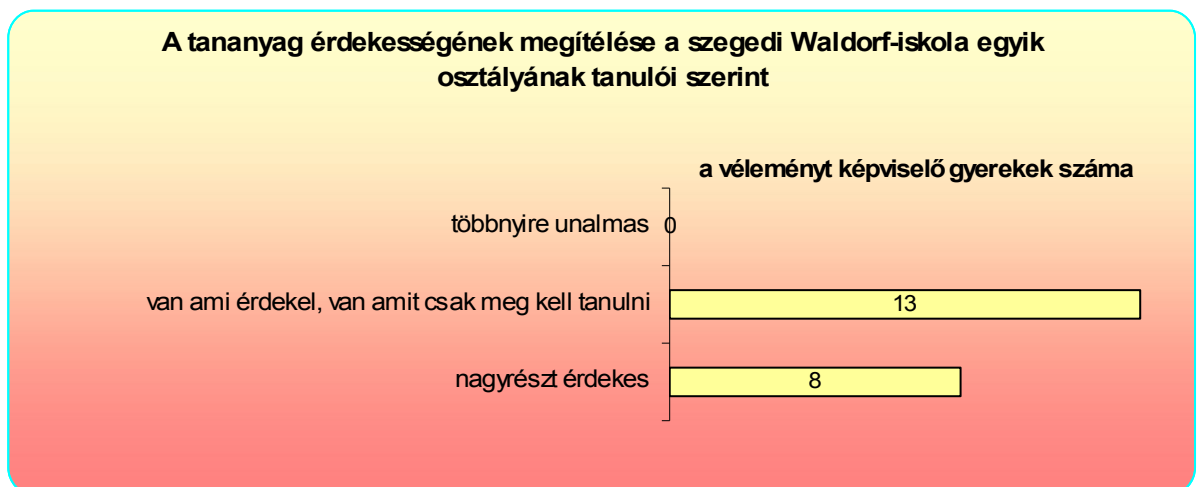 A tananyag érdekességének megítélése a szegedi Waldorf-iskola egyik
osztályának tanulói szerint
a véleményt képviselő gyerekek száma
többnyire unalmas 0
van ami érdekel, van amit csak meg kell tanulni 13
nagyrészt érdekes 8